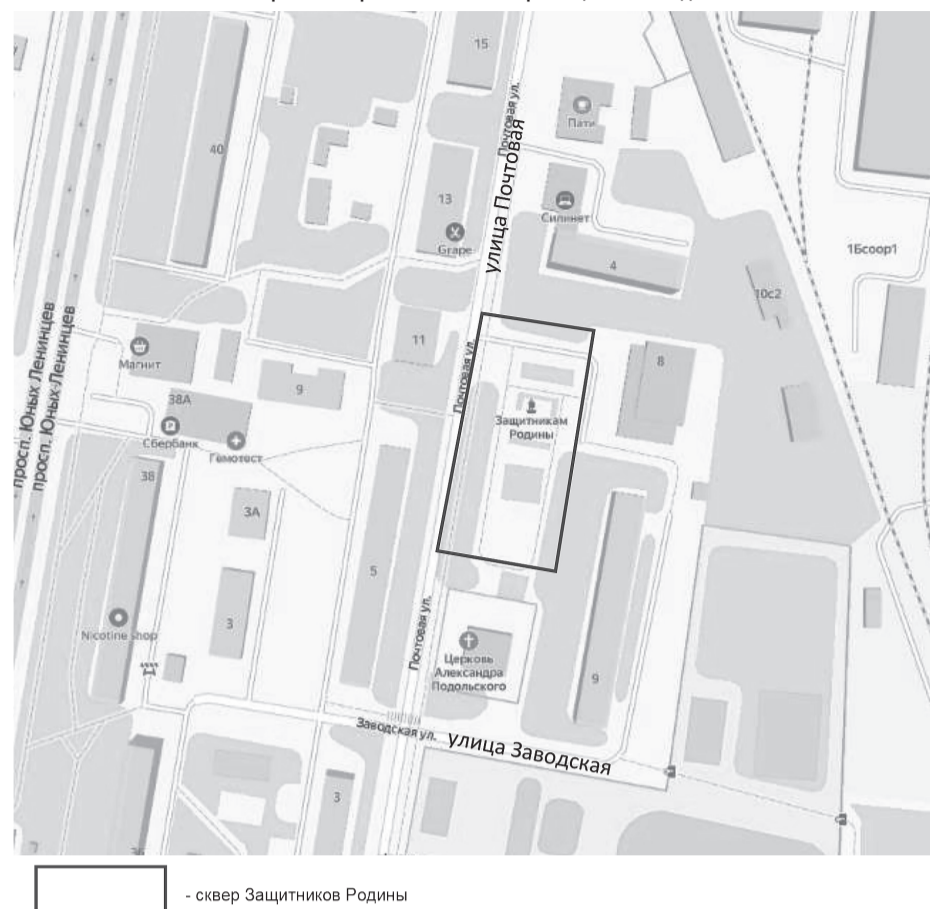 15
Почтовая ул.
Пати
40
улица Почтовая
13
Grape
Силинет
4
1Бсоор1
10с2
просп. Юных Ленинцев
просп. Юных Ленинцев
Магнит
11
Почтовая ул.
8
9
38А
Сбербанк
Гемотест
Защитникам
Родины
38
3А
5
3
Nicotine shop
Почтовая ул.
Церковь
Александра
Подольского
9
Заводская ул.
улица Заводская
3
- сквер Защитников Родины